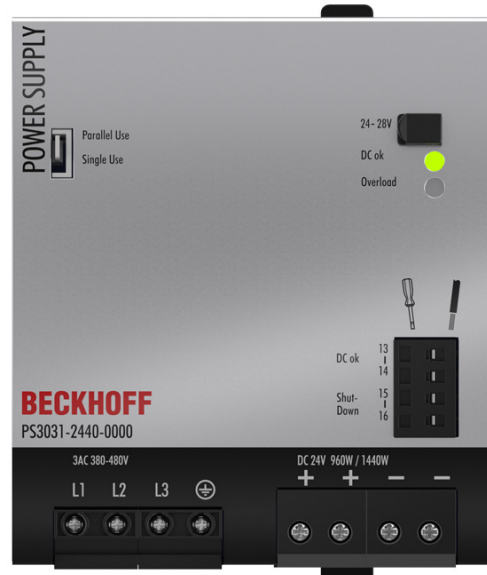 POWER SUPPLY
Parallel Use
Single Use
24-28V
DC ok
Overload
DC ok
13
14
Shut-
Down
15
16
BECKHOFF
PS3031-2440-0000
3AC 380-480V
L1 L2 L3
DC 24V 960W / 1440W
+ + − −